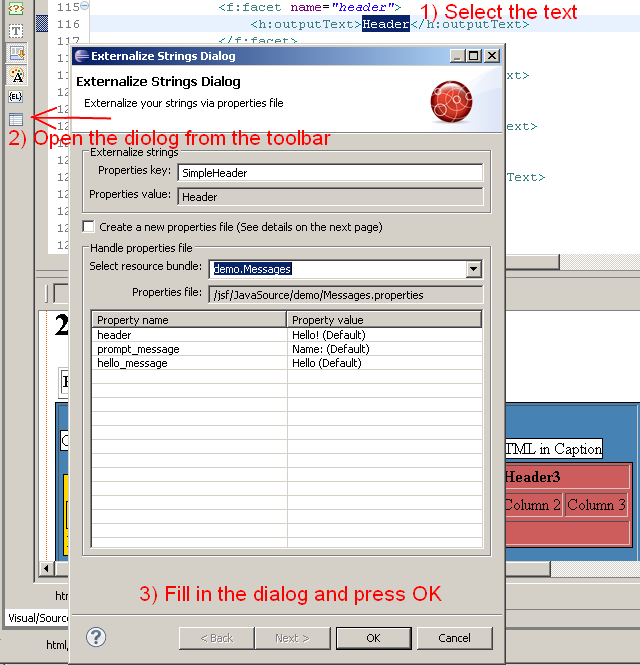 115 <f:facet name="header"> 1) Select the text
116 <h:outputText>Header</h:outputText>
117 </f:facet>
Externalize Strings Dialog
Externalize Strings Dialog
Externalize your strings via properties file
2) Open the diolog from the toolbar
Externalize strings
Properties key: SimpleHeader
Properties value: Header
Create a new properties file (See details on the next page)
Handle properties file
Select resource bundle: demo.Messages
Properties file: /jsf/JavaSource/demo/Messages.properties
Property name Property value
header Hello! (Default)
prompt_message Name: (Default)
hello_message Hello (Default)
TML in Caption
Header3
Column 2 Column 3
3) Fill in the dialog and press OK
Visual/Sourc
html,
< Back Next > OK Cancel